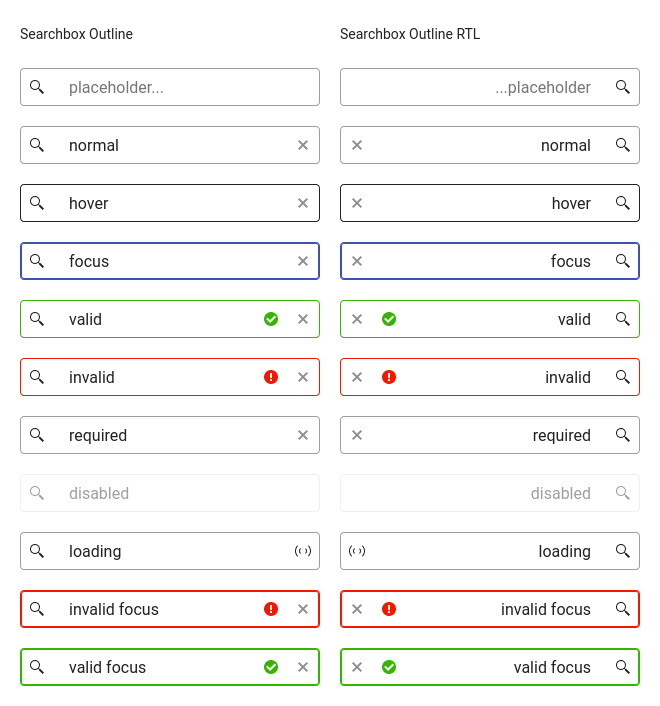 Searchbox Outline
placeholder...
normal
hover
focus
valid
invalid
required
disabled
loading
invalid focus
valid focus
Searchbox Outline RTL
...placeholder
normal
hover
focus
valid
invalid
required
disabled
loading
invalid focus
valid focus